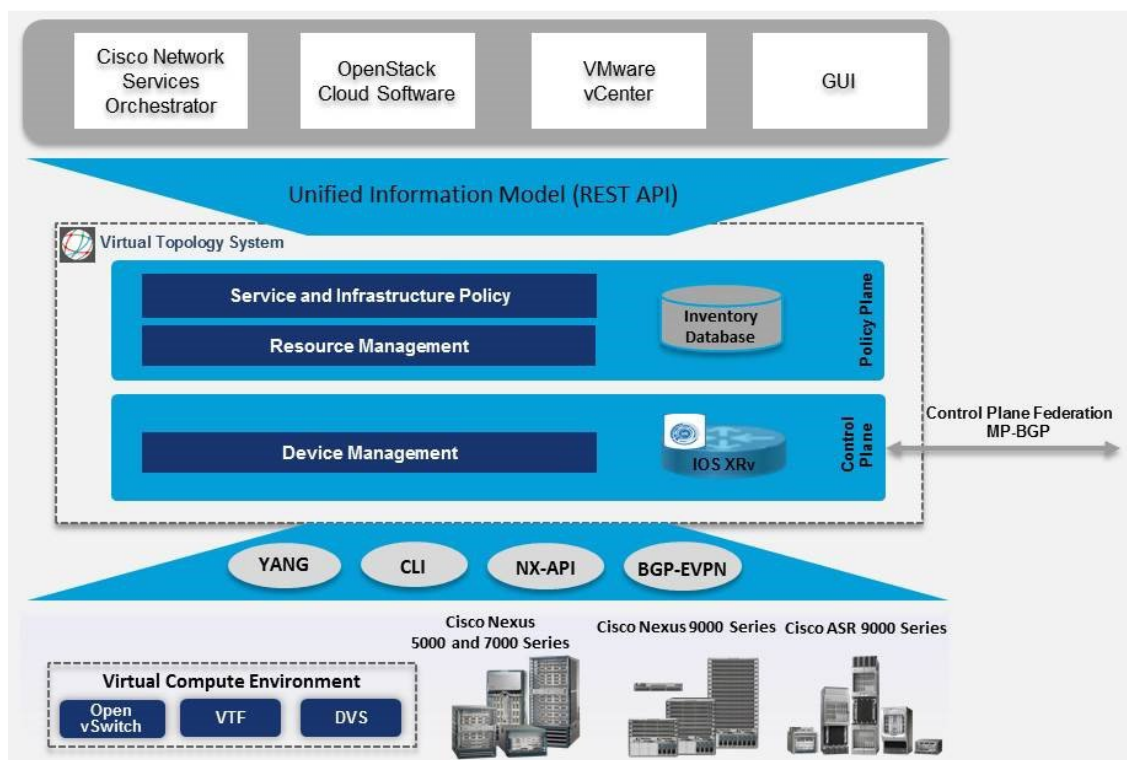 Cisco Network
Services
Orchestrator
OpenStack
Cloud Software
VMware
vCenter
GUI
Unified Information Model (REST API)
Virtual Topology System
Service and Infrastructure Policy
Resource Management
Inventory
Database
Policy Plane
Device Management
IOS XRv
Control
Plane
Control Plane Federation
MP-BGP
YANG
CLI
NX-API
BGP-EVPN
Cisco Nexus
5000 and 7000 Series
Cisco Nexus 9000 Series
Cisco ASR 9000 Series
Virtual Compute Environment
Open
vSwitch
VTF
DVS